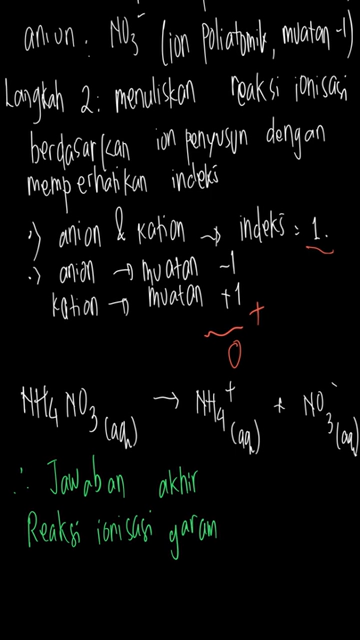 anion : NO3⁻ (ion poliatomik, muatan -1)
Langkah 2 : menuliskan reaksi ionisasi
berdasarkan ion penyusun dengan
memperhatikan indeks
∴) anion & kation → indeks = 1.
∴) anion → muatan -1
kation → muatan +1
+
0
NH4NO3(aq) → NH4⁺(aq) + NO3⁻(aq)
∴ Jawaban akhir
Reaksi ionisasi garam